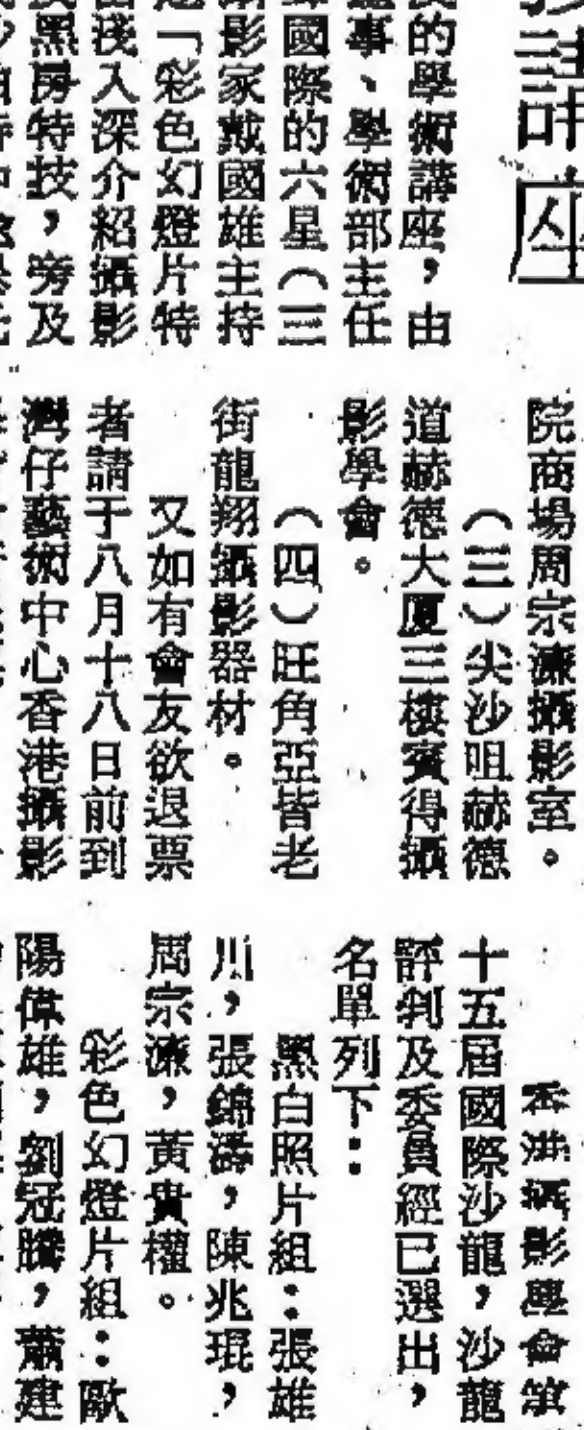 講座
的學術講座，由
事、學術部主任
國際的六星（三
影家戴國雄主持
「彩色幻燈片特
淺入深介紹攝影
黑房特技，旁及
院商場周宗濂攝影室。
（三）尖沙咀赫德
道赫德大厦三樓賓得攝
影學會。
（四）旺角亞皆老
街龍翔攝影器材。
又如有會友欲退票
者請于八月十八日前到
灣仔藝術中心香港攝影
香港攝影學會第
十五屆國際沙龍，沙龍
評判及委員經已選出，
名單列下：
黑白照片組：張雄
川，張錦濤，陳兆琨，
周宗濂，黃貴權。
彩色幻燈片組：歐
陽偉雄，劉冠騰，蕭建